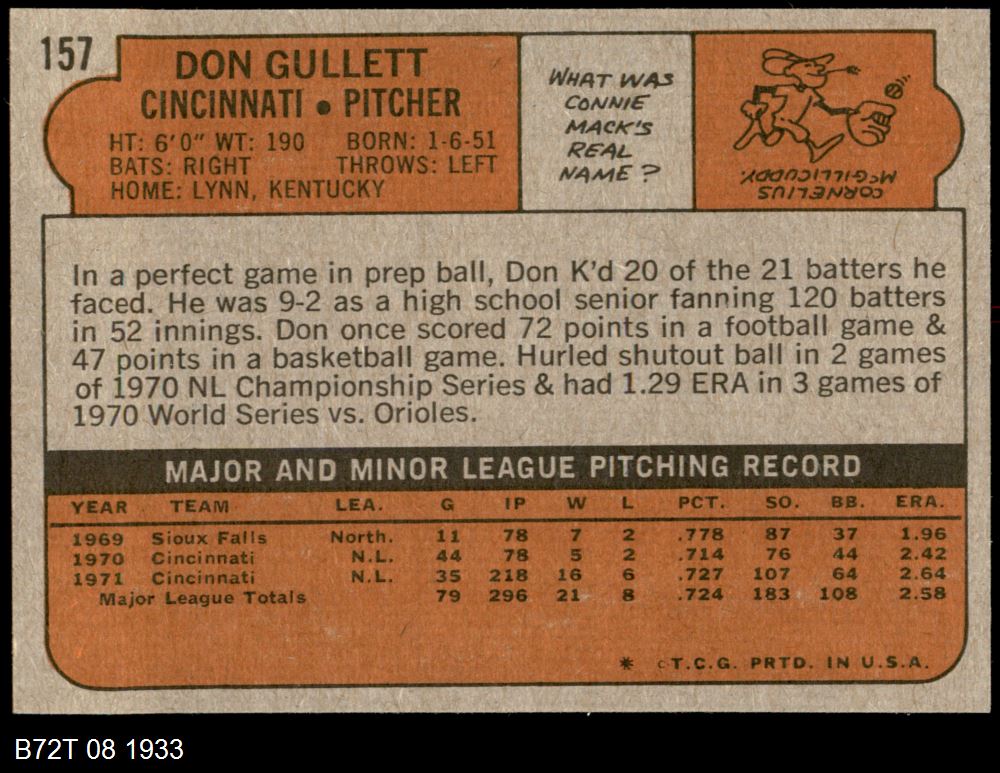 157
DON GULLETT
CINCINNATI • PITCHER
HT: 6'0" WT: 190 BORN: 1-6-51
BATS: RIGHT THROWS: LEFT
HOME: LYNN, KENTUCKY
WHAT WAS
CONNIE
MACK'S
REAL
NAME?
CORNELIUS
McGILLICUDDY.
In a perfect game in prep ball, Don K'd 20 of the 21 batters he
faced. He was 9-2 as a high school senior fanning 120 batters
in 52 innings. Don once scored 72 points in a football game &
47 points in a basketball game. Hurled shutout ball in 2 games
of 1970 NL Championship Series & had 1.29 ERA in 3 games of
1970 World Series vs. Orioles.
MAJOR AND MINOR LEAGUE PITCHING RECORD
YEAR TEAM LEA. G IP W L PCT. SO. BB. ERA.
1969 Sioux Falls North. 11 78 7 2 .778 87 37 1.96
1970 Cincinnati N.L. 44 78 5 2 .714 76 44 2.42
1971 Cincinnati N.L. 35 218 16 6 .727 107 64 2.64
Major League Totals 79 296 21 8 .724 183 108 2.58
* © T.C.G. PRTD. IN U.S.A.
B72T 08 1933